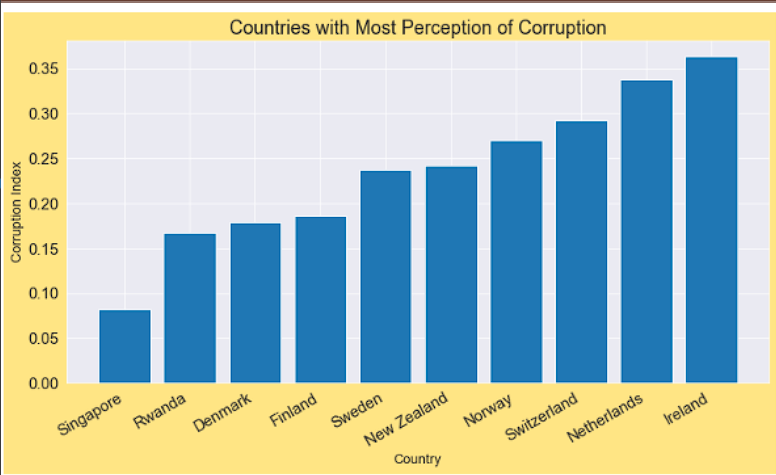 Countries with Most Perception of Corruption
Corruption Index
0.35
0.30
0.25
0.20
0.15
0.10
0.05
0.00
Singapore
Rwanda
Denmark
Finland
Sweden
New Zealand
Norway
Switzerland
Netherlands
Ireland
Country